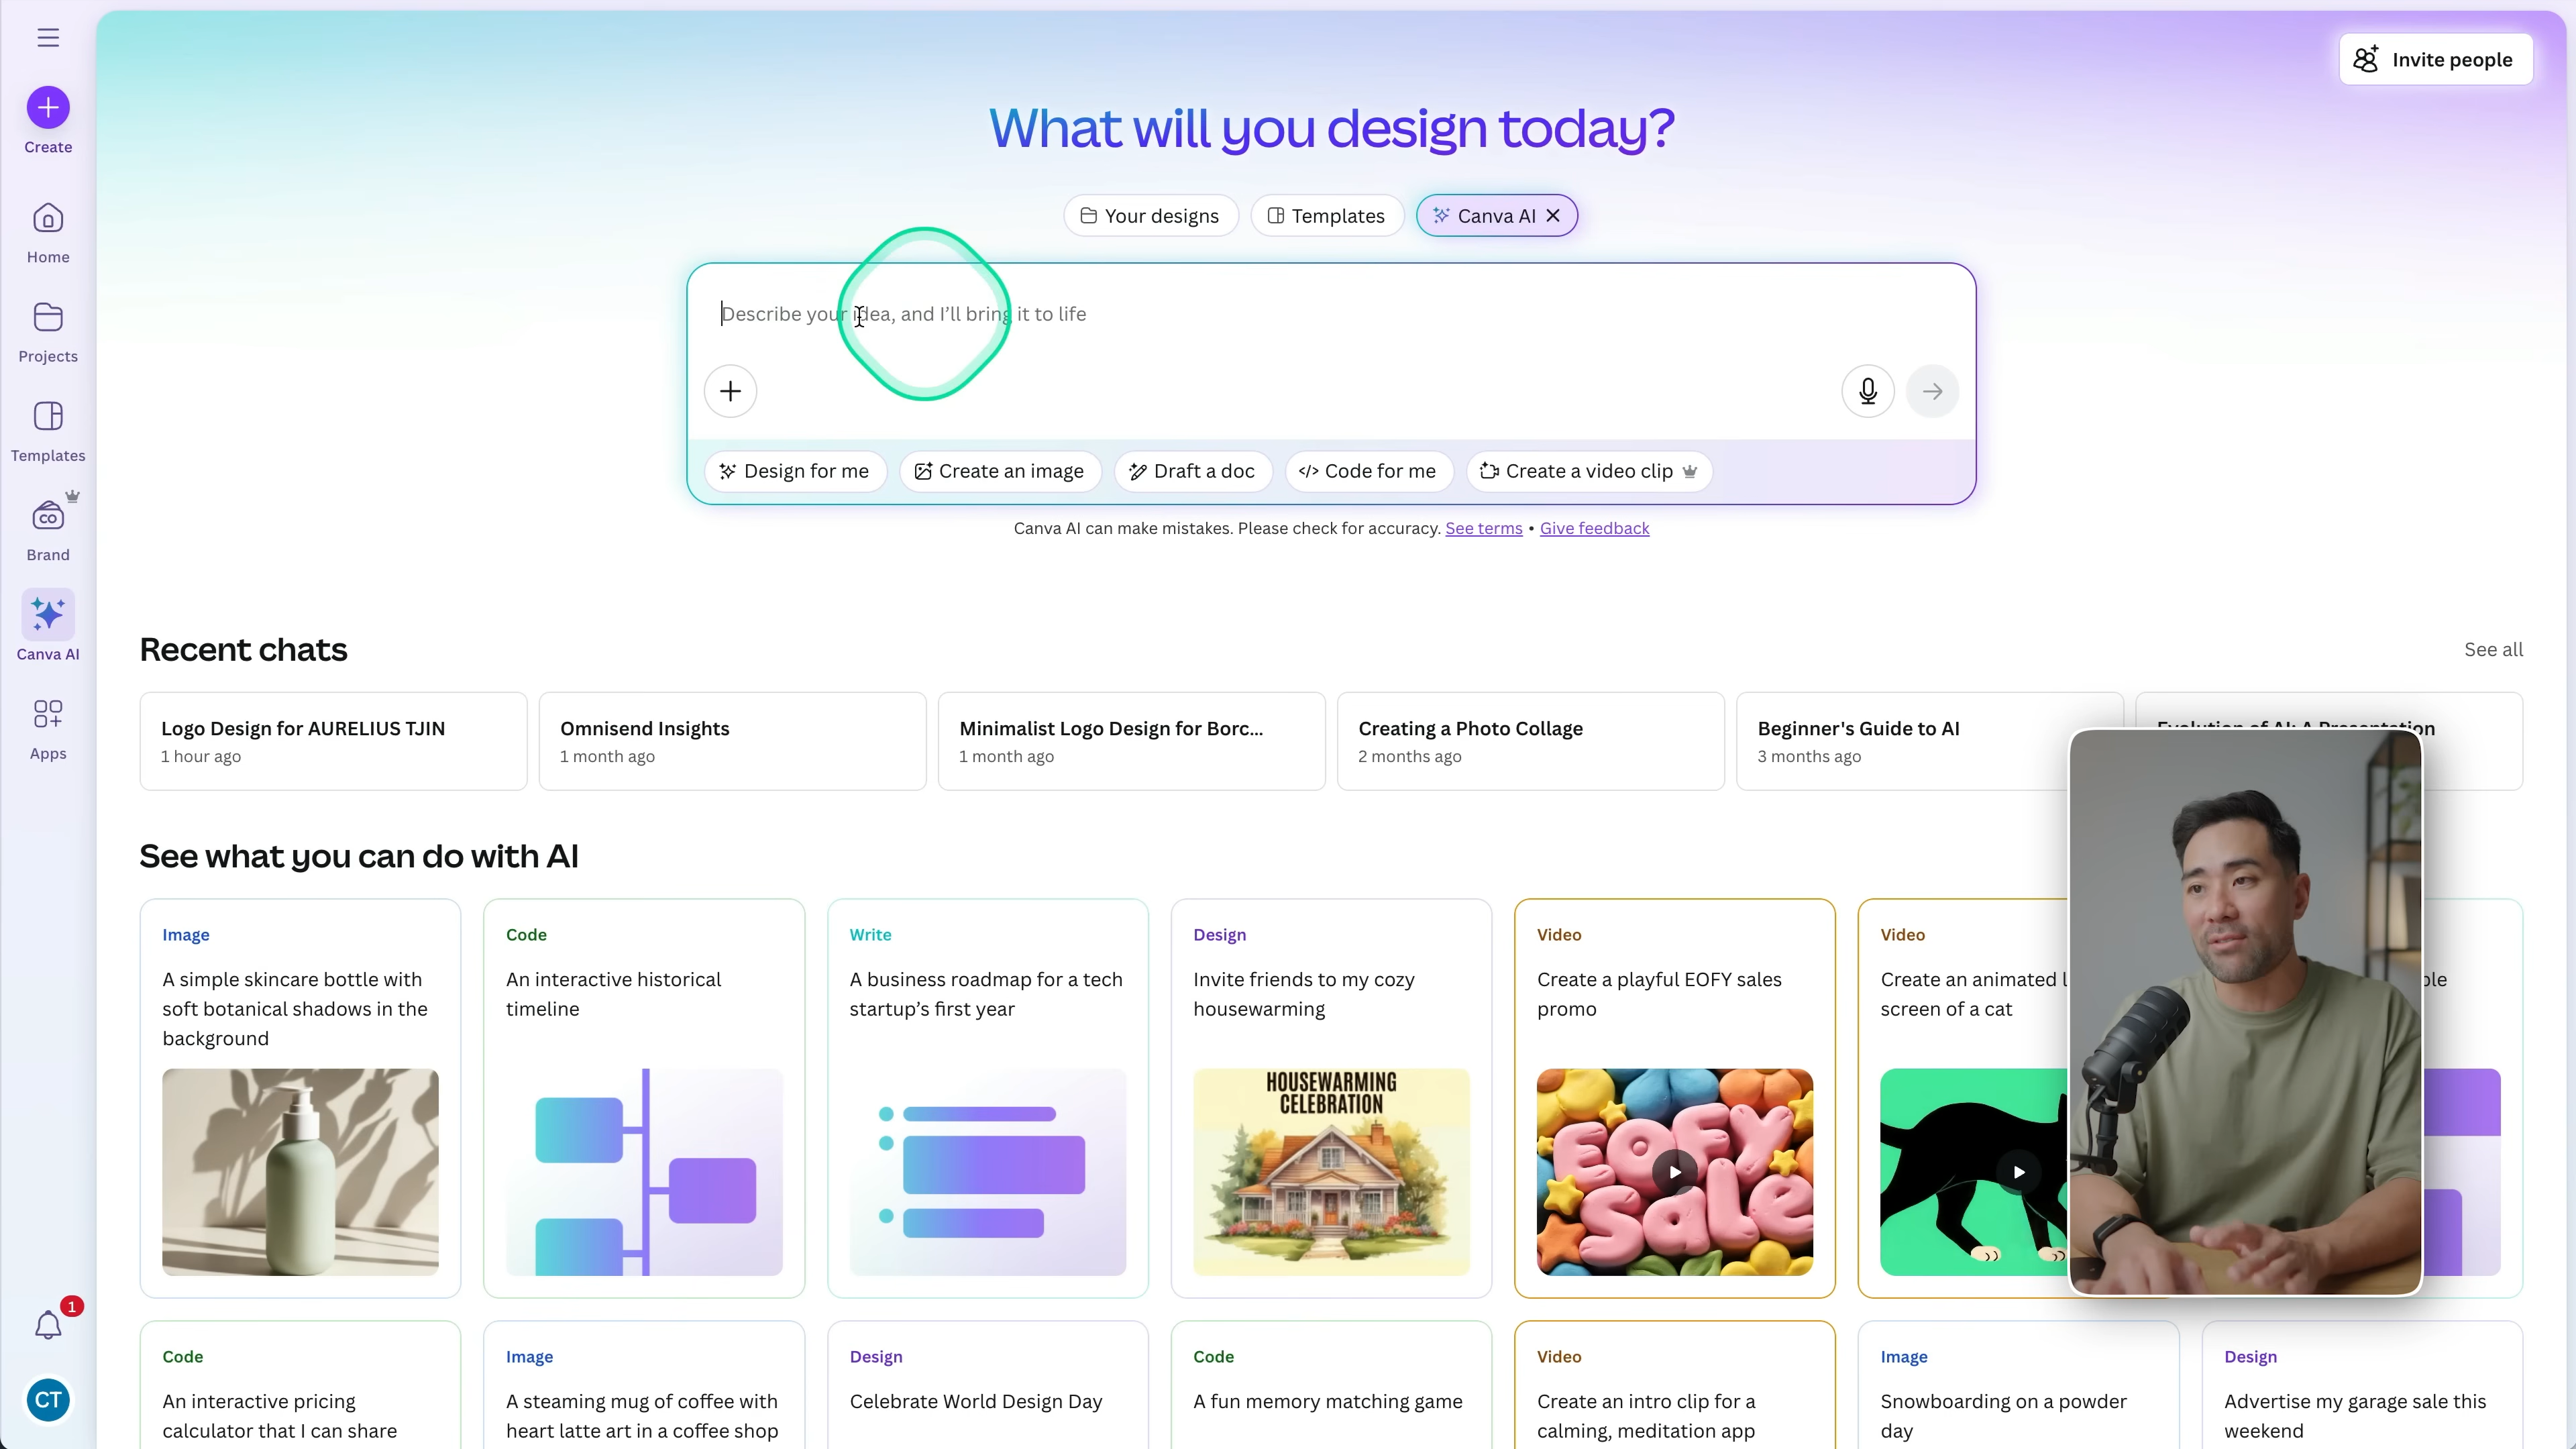 Invite people
Create
What will you design today?
Your designs
Templates
Canva AI
Home
Describe your idea, and I'll bring it to life
Projects
Templates
Design for me
Create an image
Draft a doc
</> Code for me
Create a video clip
CO
Brand
Canva AI can make mistakes. Please check for accuracy. See terms • Give feedback
Canva AI
Apps
Recent chats
See all
Logo Design for AURELIUS TJIN
1 hour ago
Omnisend Insights
1 month ago
Minimalist Logo Design for Borc...
1 month ago
Creating a Photo Collage
2 months ago
Beginner's Guide to AI
3 months ago
Evolution of AI: A Presentation
See what you can do with AI
Image
A simple skincare bottle with
soft botanical shadows in the
background
Code
An interactive historical
timeline
Write
A business roadmap for a tech
startup's first year
Design
Invite friends to my cozy
housewarming
HOUSEWARMING
CELEBRATION
Video
Create a playful EOFY sales
promo
EOFY
Sale
Video
Create an animated
screen of a cat
1
CT
Code
An interactive pricing
calculator that I can share
Image
A steaming mug of coffee with
heart latte art in a coffee shop
Design
Celebrate World Design Day
Code
A fun memory matching game
Video
Create an intro clip for a
calming, meditation app
Image
Snowboarding on a powder
day
Design
Advertise my garage sale this
weekend